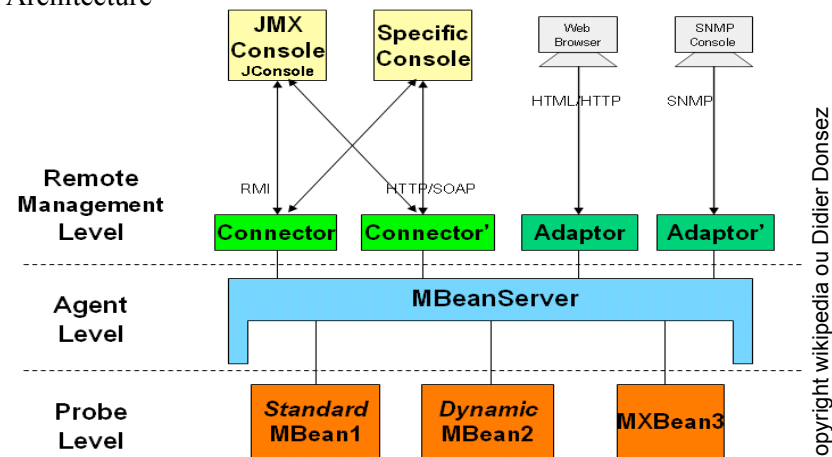 Architecture
JMX
Console
JConsole
Specific
Console
Web
Browser
SNMP
Console
HTML/HTTP
SNMP
Remote
Management
Level
RMI
HTTP/SOAP
Connector
Connector'
Adaptor
Adaptor'
Agent
Level
MBeanServer
Probe
Level
Standard
MBean1
Dynamic
MBean2
MXBean3
opyright wikipedia ou Didier Donsez